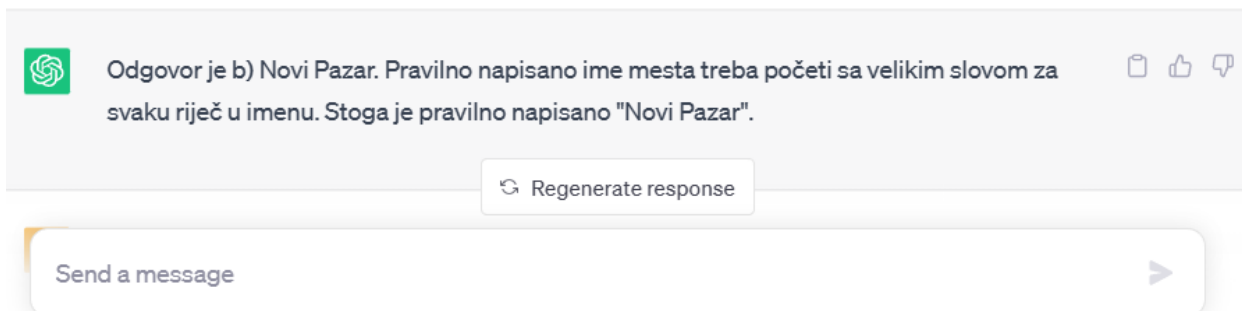 Odgovor je b) Novi Pazar. Pravilno napisano ime mesta treba početi sa velikim slovom za
svaku riječ u imenu. Stoga je pravilno napisano "Novi Pazar".
Regenerate response
Send a message